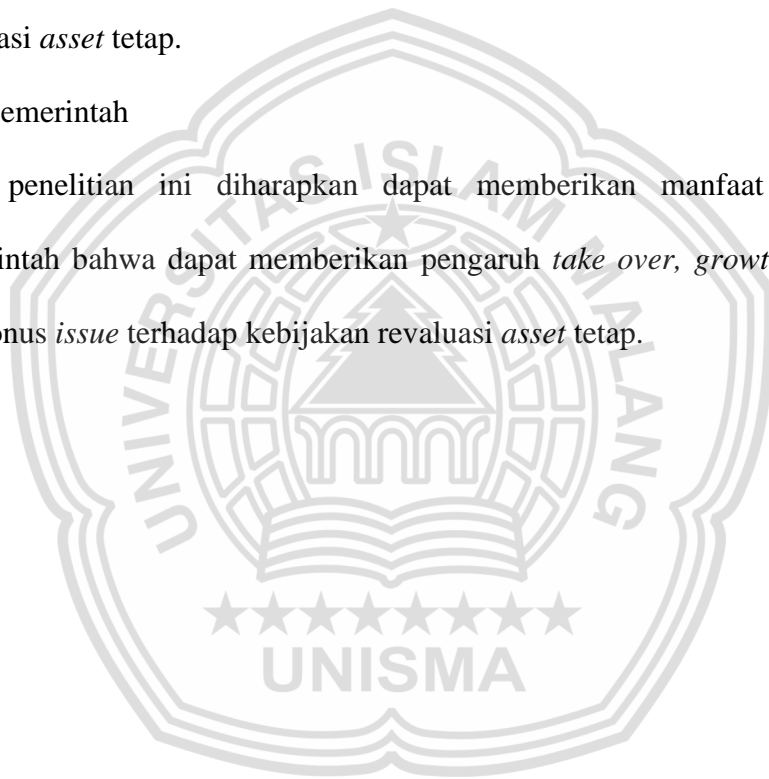 asi asset tetap.
emerintah
penelitian ini diharapkan dapat memberikan manfaat
intah bahwa dapat memberikan pengaruh take over, growt
onus issue terhadap kebijakan revaluasi asset tetap.
UNIVERSITAS ISLAM MALANG
UNISMA